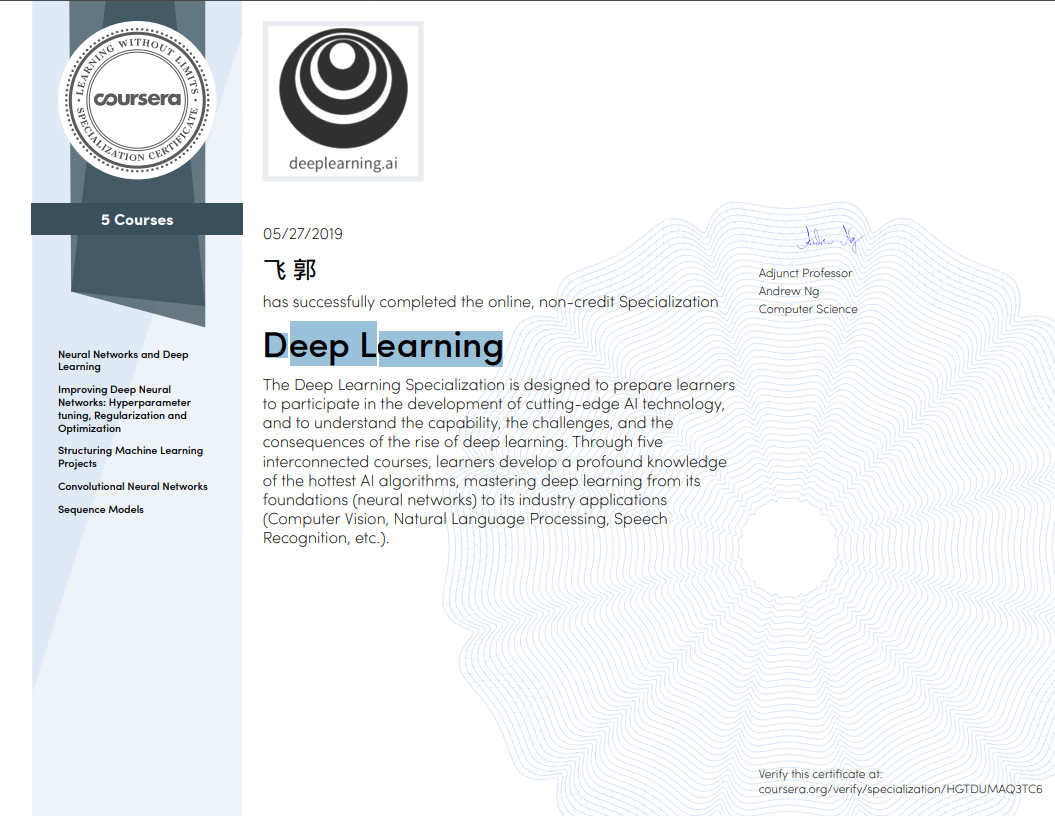 LEARNING WITHOUT LIMITS
coursera
SPECIALIZATION CERTIFICATE
5 Courses
Neural Networks and Deep
Learning
Improving Deep Neural
Networks: Hyperparameter
tuning, Regularization and
Optimization
Structuring Machine Learning
Projects
Convolutional Neural Networks
Sequence Models
deeplearning.ai
05/27/2019
飞 郭
has successfully completed the online, non-credit Specialization
Deep Learning
The Deep Learning Specialization is designed to prepare learners
to participate in the development of cutting-edge AI technology,
and to understand the capability, the challenges, and the
consequences of the rise of deep learning. Through five
interconnected courses, learners develop a profound knowledge
of the hottest AI algorithms, mastering deep learning from its
foundations (neural networks) to its industry applications
(Computer Vision, Natural Language Processing, Speech
Recognition, etc.).
Andrew Ng
Adjunct Professor
Andrew Ng
Computer Science
Verify this certificate at:
coursera.org/verify/specialization/HGTDUMAQ3TC6